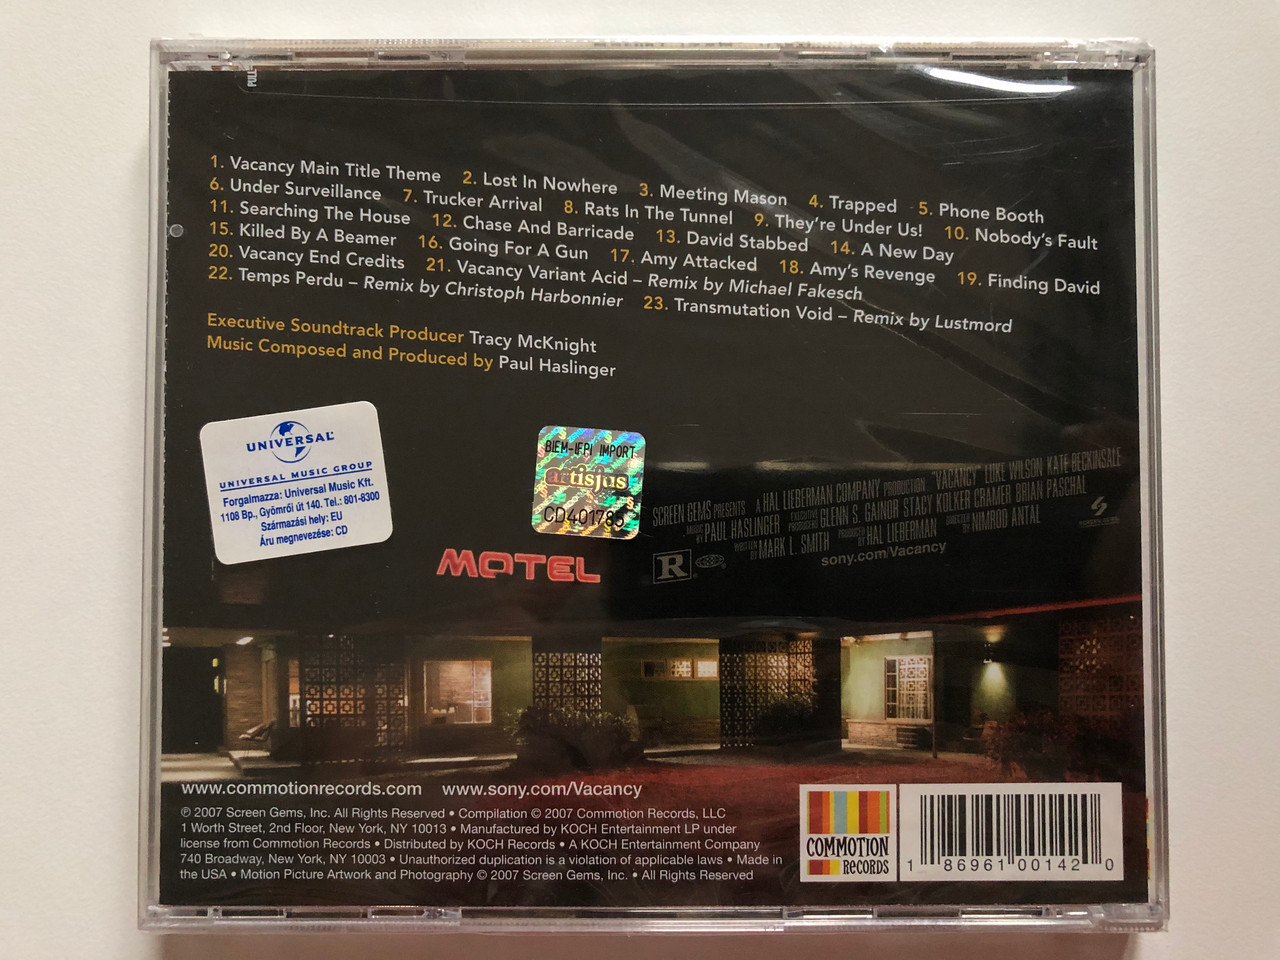 PULL
1. Vacancy Main Title Theme 2. Lost In Nowhere 3. Meeting Mason 4. Trapped 5. Phone Booth
6. Under Surveillance 7. Trucker Arrival 8. Rats In The Tunnel 9. They're Under Us! 10. Nobody's Fault
11. Searching The House 12. Chase And Barricade 13. David Stabbed 14. A New Day
15. Killed By A Beamer 16. Going For A Gun 17. Amy Attacked 18. Amy's Revenge 19. Finding David
20. Vacancy End Credits 21. Vacancy Variant Acid – Remix by Michael Fakesch
22. Temps Perdu – Remix by Christoph Harbonnier 23. Transmutation Void – Remix by Lustmord
Executive Soundtrack Producer Tracy McKnight
Music Composed and Produced by Paul Haslinger
UNIVERSAL
UNIVERSAL MUSIC GROUP
Forgalmazza: Universal Music Kft.
1108 Bp., Gyömrői út 140. Tel.: 801-8300
Származási hely: EU
Áru megnevezése: CD
BIEM-IFPI IMPORT
artisjus
CD401785
SCREEN GEMS PRESENTS A HAL LIEBERMAN COMPANY PRODUCTION "VACANCY" LUKE WILSON KATE BECKINSALE
MUSIC BY PAUL HASLINGER EXECUTIVE PRODUCERS GLENN S. GAINOR STACY KOLKER CRAMER BRIAN PASCHAL
WRITTEN BY MARK L. SMITH PRODUCED BY HAL LIEBERMAN DIRECTED BY NIMRÓD ANTAL
R
sony.com/Vacancy
MOTEL
www.commotionrecords.com www.sony.com/Vacancy
℗ 2007 Screen Gems, Inc. All Rights Reserved • Compilation © 2007 Commotion Records, LLC
1 Worth Street, 2nd Floor, New York, NY 10013 • Manufactured by KOCH Entertainment LP under
license from Commotion Records • Distributed by KOCH Records • A KOCH Entertainment Company
740 Broadway, New York, NY 10003 • Unauthorized duplication is a violation of applicable laws • Made in
the USA • Motion Picture Artwork and Photography © 2007 Screen Gems, Inc. • All Rights Reserved
COMMOTION
RECORDS
1 86961 00142 0